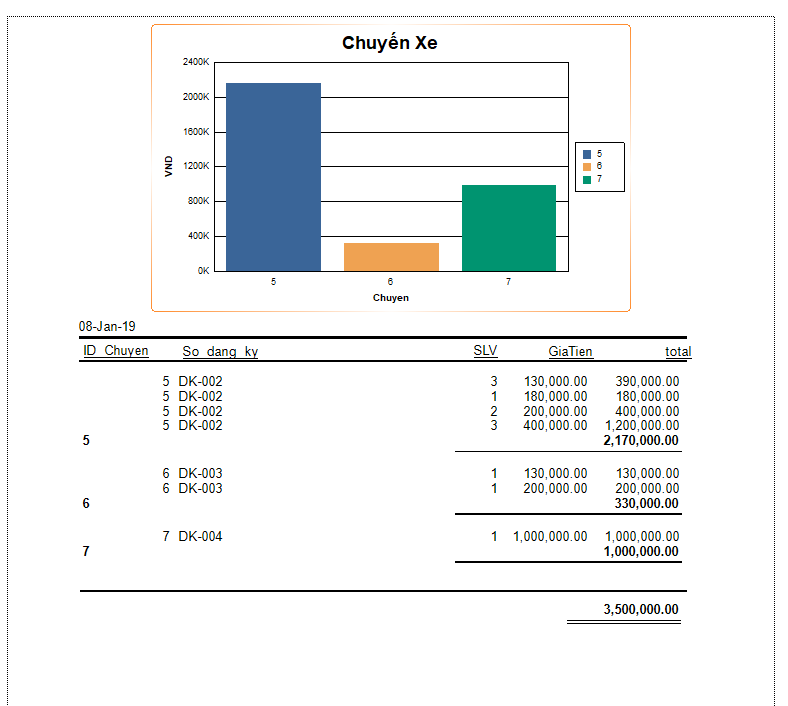 Chuyến Xe
2400K
2000K
1600K
1200K
800K
400K
0K
VND
5
6
7
Chuyen
5
6
7
08-Jan-19
ID_Chuyen So_dang_ky SLV GiaTien total
5 DK-002 3 130,000.00 390,000.00
5 DK-002 1 180,000.00 180,000.00
5 DK-002 2 200,000.00 400,000.00
5 DK-002 3 400,000.00 1,200,000.00
5 2,170,000.00
6 DK-003 1 130,000.00 130,000.00
6 DK-003 1 200,000.00 200,000.00
6 330,000.00
7 DK-004 1 1,000,000.00 1,000,000.00
7 1,000,000.00
3,500,000.00